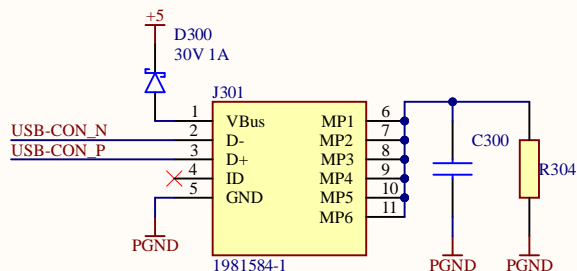 +5
D300
30V 1A
J301
1 VBus MP1 6
USB-CON_N 2 D- MP2 7
USB-CON_P 3 D+ MP3 8
4 ID MP4 9
5 GND MP5 10
MP6 11
C300
R304
PGND
PGND
PGND
1981584-1